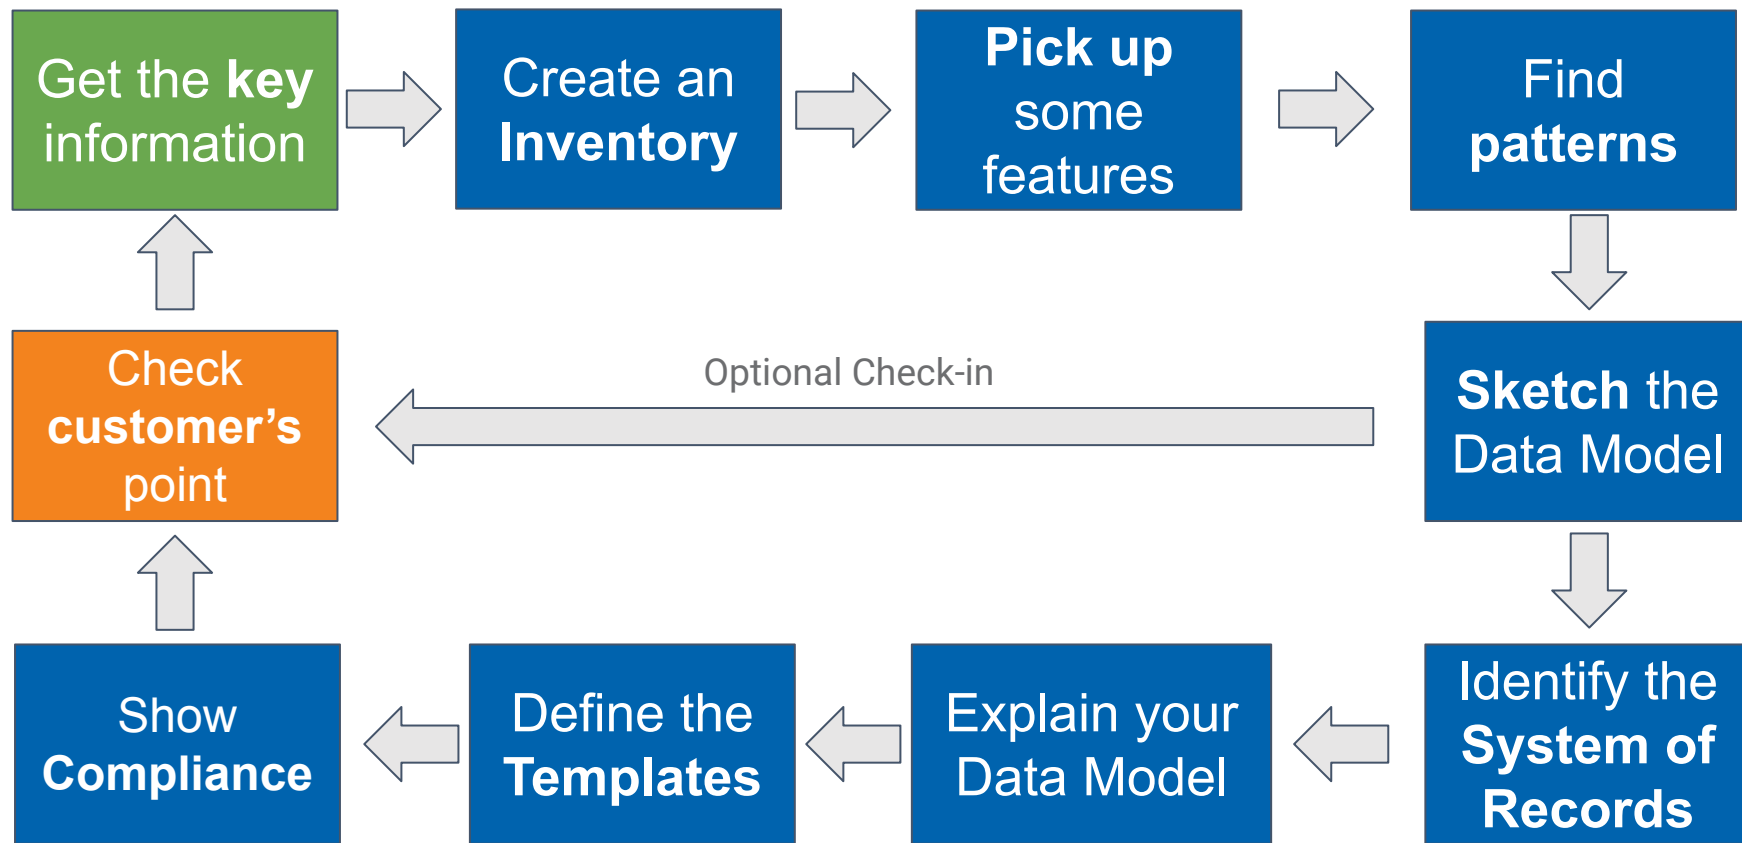 Get the key
information
Create an
Inventory
Pick up
some
features
Find
patterns
Check
customer’s
point
Optional Check-in
Sketch the
Data Model
Show
Compliance
Define the
Templates
Explain your
Data Model
Identify the
System of
Records